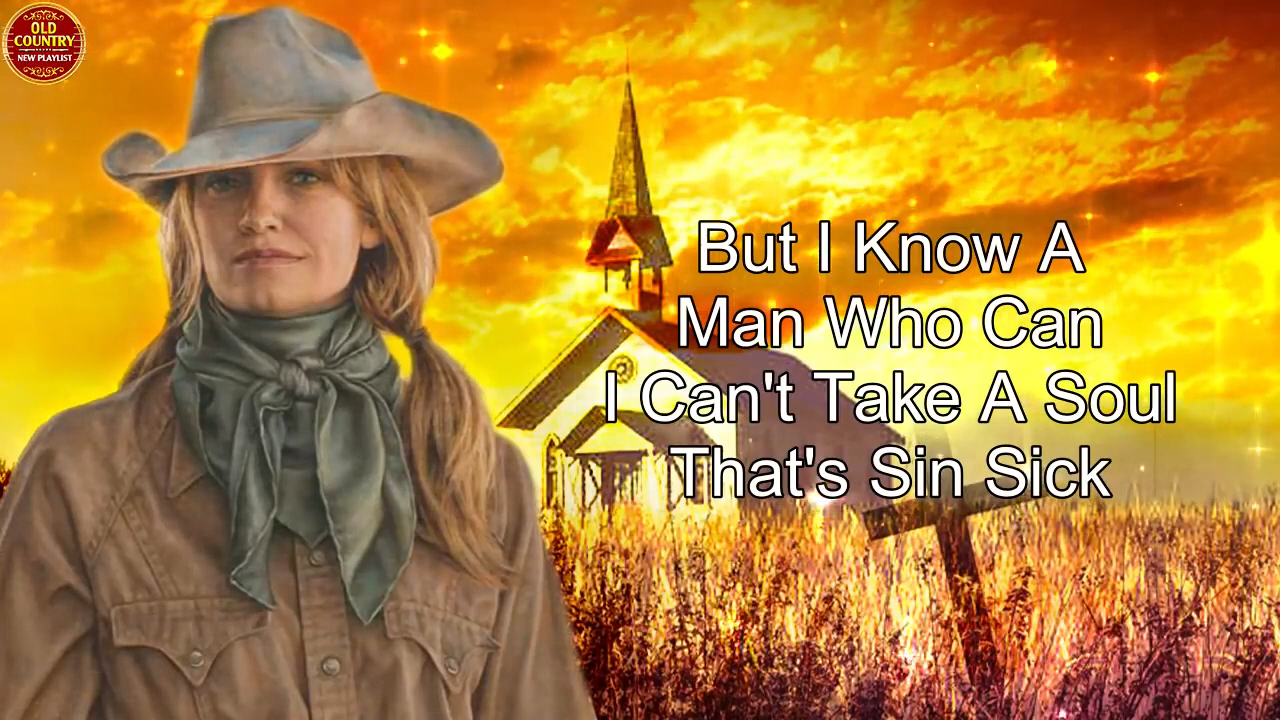 OLD
COUNTRY
NEW PLAYLIST
But I Know A
Man Who Can
I Can't Take A Soul
That's Sin Sick